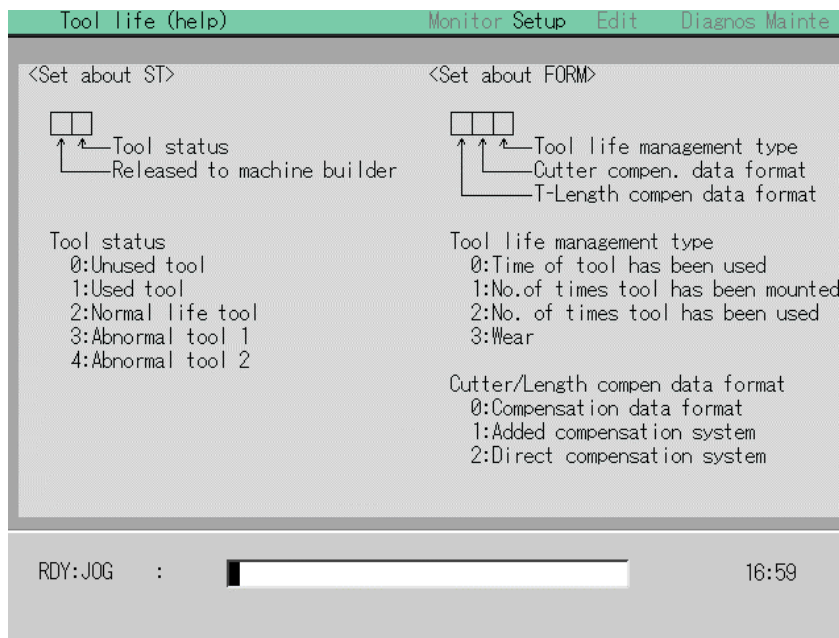 Tool life (help)
Monitor Setup Edit Diagnos Mainte
<Set about ST>
Tool status
Released to machine builder
Tool status
0:Unused tool
1:Used tool
2:Normal life tool
3:Abnormal tool 1
4:Abnormal tool 2
<Set about FORM>
Tool life management type
Cutter compen. data format
T-Length compen data format
Tool life management type
0:Time of tool has been used
1:No.of times tool has been mounted
2:No. of times tool has been used
3:Wear
Cutter/Length compen data format
0:Compensation data format
1:Added compensation system
2:Direct compensation system
RDY:JOG :
16:59